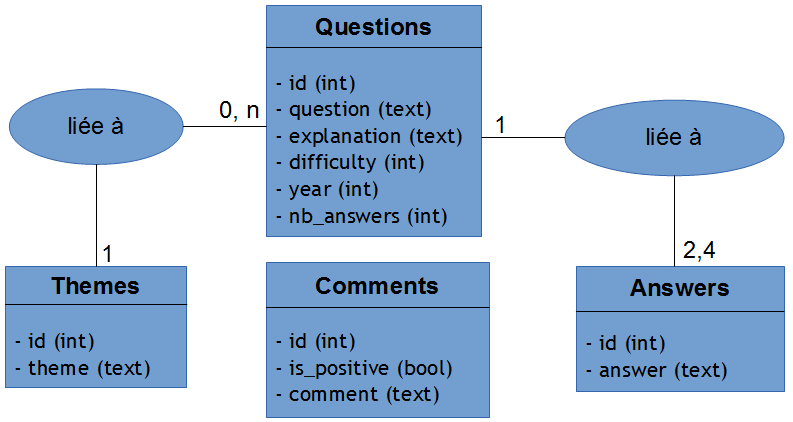 Questions
- id (int)
- question (text)
- explanation (text)
- difficulty (int)
- year (int)
- nb_answers (int)
liée à
0, n
1
liée à
1
2,4
Themes
- id (int)
- theme (text)
Comments
- id (int)
- is_positive (bool)
- comment (text)
Answers
- id (int)
- answer (text)